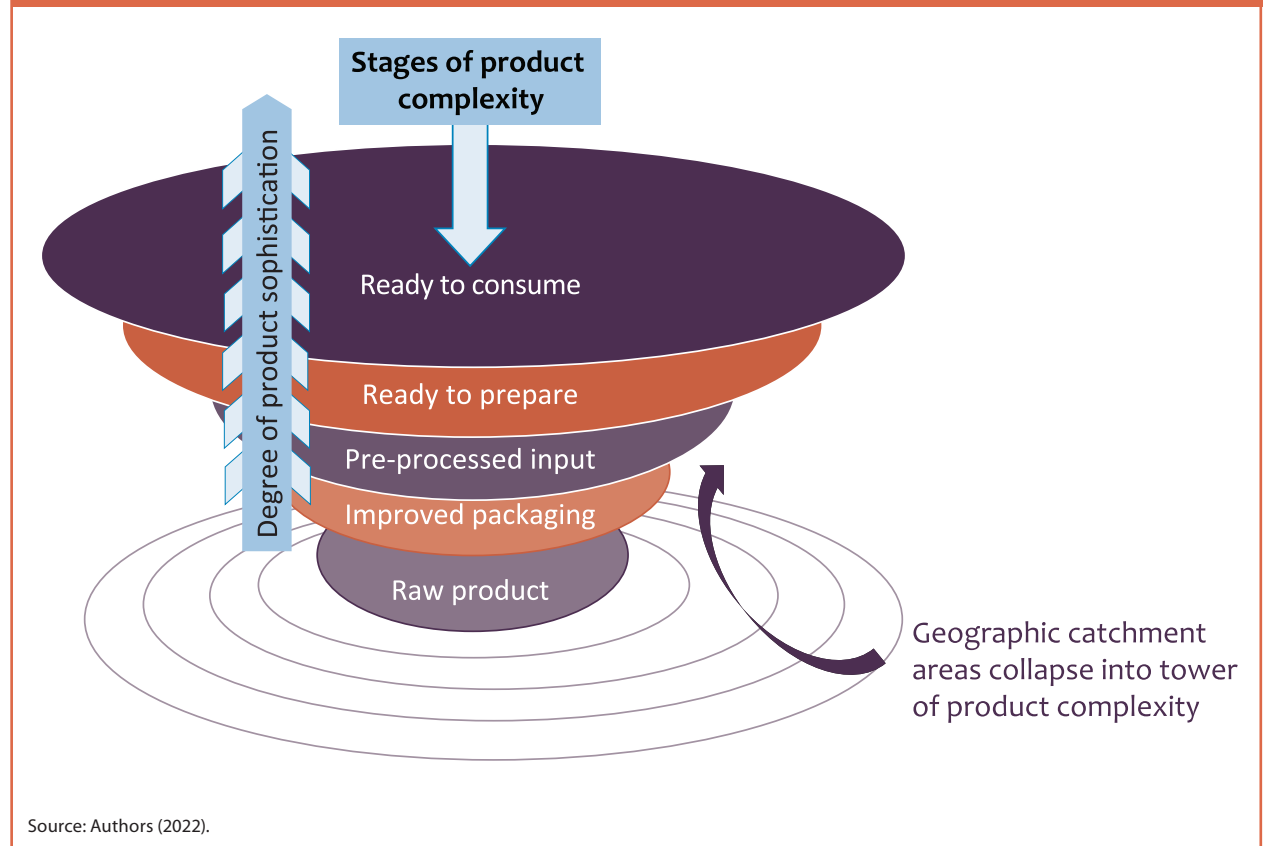 Stages of product
complexity
Degree of product sophistication
Ready to consume
Ready to prepare
Pre-processed input
Improved packaging
Raw product
Geographic catchment
areas collapse into tower
of product complexity
Source: Authors (2022).